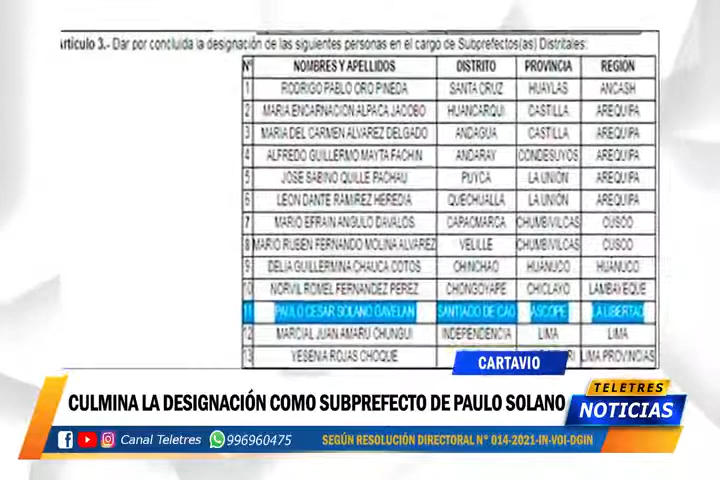 artículo 3.- Dar por concluida la designación de las siguientes personas en el cargo de Subprefectos(as) Distritales:
Nº NOMBRES Y APELLIDOS DISTRITO PROVINCIA REGIÓN
1 RODRIGO PABLO ORO PINEDA SANTA CRUZ HUAYLAS ANCASH
2 MARIA ENCARNACION ALPACA JACOBO HUANCARQUI CASTILLA AREQUIPA
3 MARIA DEL CARMEN ALVAREZ DELGADO ANDAGUA CASTILLA AREQUIPA
4 ALFREDO GUILLERMO MAYTA FACHIN ANDARAY CONDESUYOS AREQUIPA
5 JOSE SABINO QUILLE PACHAU PUYCA LA UNIÓN AREQUIPA
6 LEON DANTE RAMIREZ HEREDIA QUECHUALLA LA UNIÓN AREQUIPA
7 MARIO EFRAIN ANGULO DAVALOS CAPACMARCA CHUMBIVILCAS CUSCO
8 MARIO RUBEN FERNANDO MOLINA ALVAREZ VELILLE CHUMBIVILCAS CUSCO
9 DELIA GUILLERMINA CHAUCA COTOS CHINCHAO HUANUCO HUANUCO
10 NORVIL ROMEL FERNANDEZ PEREZ CHONGOYAPE CHICLAYO LAMBAYEQUE
11 PAULO CESAR SOLANO GAVELAN SANTIAGO DE CAO ASCOPE LA LIBERTAD
12 MARCIAL JUAN AMARU CHUNGUI INDEPENDENCIA LIMA LIMA
13 YESENIA ROJAS CHOQUE LIMA PROVINCIAS
CARTAVIO
CULMINA LA DESIGNACIÓN COMO SUBPREFECTO DE PAULO SOLANO
TELETRES
NOTICIAS
Canal Teletres 996960475 SEGÚN RESOLUCIÓN DIRECTORAL Nº 014-2021-IN-VOI-DGIN